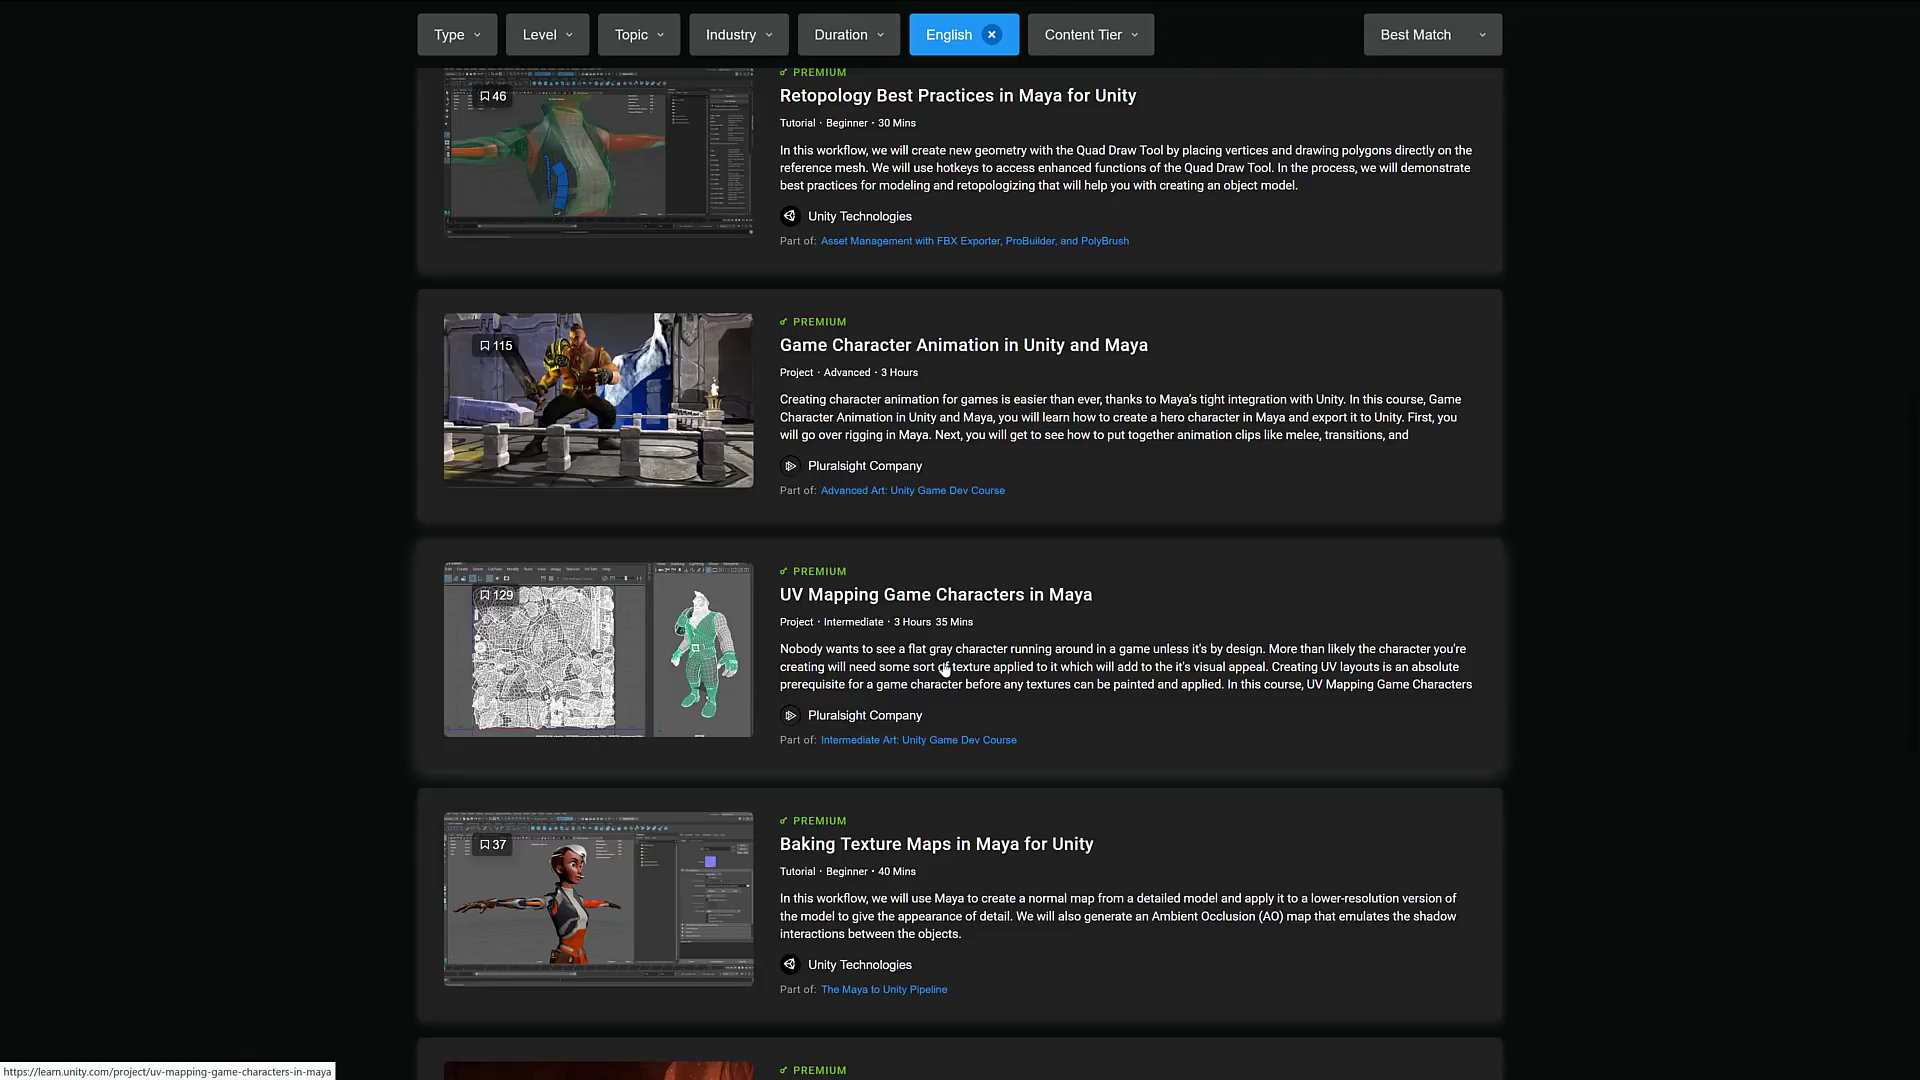 Type
Level
Topic
Industry
Duration
English
Content Tier
Best Match
PREMIUM
46
Retopology Best Practices in Maya for Unity
Tutorial · Beginner · 30 Mins
In this workflow, we will create new geometry with the Quad Draw Tool by placing vertices and drawing polygons directly on the
reference mesh. We will use hotkeys to access enhanced functions of the Quad Draw Tool. In the process, we will demonstrate
best practices for modeling and retopologizing that will help you with creating an object model.
Unity Technologies
Part of: Asset Management with FBX Exporter, ProBuilder, and PolyBrush
PREMIUM
115
Game Character Animation in Unity and Maya
Project · Advanced · 3 Hours
Creating character animation for games is easier than ever, thanks to Maya's tight integration with Unity. In this course, Game
Character Animation in Unity and Maya, you will learn how to create a hero character in Maya and export it to Unity. First, you
will go over rigging in Maya. Next, you will get to see how to put together animation clips like melee, transitions, and
Pluralsight Company
Part of: Advanced Art: Unity Game Dev Course
PREMIUM
129
UV Mapping Game Characters in Maya
Project · Intermediate · 3 Hours 35 Mins
Nobody wants to see a flat gray character running around in a game unless it's by design. More than likely the character you're
creating will need some sort of texture applied to it which will add to the it's visual appeal. Creating UV layouts is an absolute
prerequisite for a game character before any textures can be painted and applied. In this course, UV Mapping Game Characters
Pluralsight Company
Part of: Intermediate Art: Unity Game Dev Course
PREMIUM
37
Baking Texture Maps in Maya for Unity
Tutorial · Beginner · 40 Mins
In this workflow, we will use Maya to create a normal map from a detailed model and apply it to a lower-resolution version of
the model to give the appearance of detail. We will also generate an Ambient Occlusion (AO) map that emulates the shadow
interactions between the objects.
Unity Technologies
Part of: The Maya to Unity Pipeline
PREMIUM
https://learn.unity.com/project/uv-mapping-game-characters-in-maya